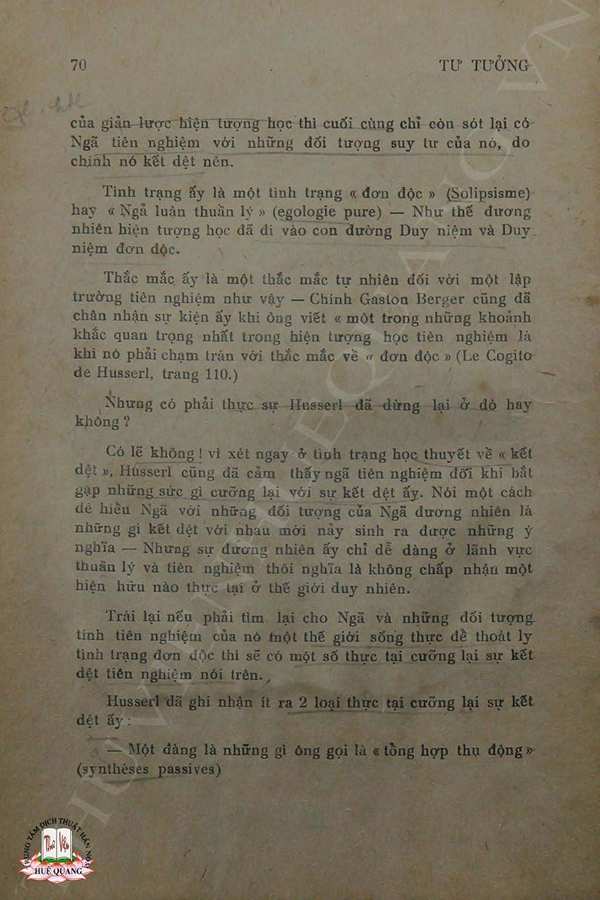 70 TƯ TƯỞNG
của giản lược hiện tượng học thì cuối cùng chỉ còn sót lại có
Ngã tiên nghiệm với những đối tượng suy tư của nó, do
chính nó kết dệt nên.
Tình trạng ấy là một tình trạng « đơn độc » (Solipsisme)
hay « Ngã luận thuần lý » (egologie pure) — Như thế đương
nhiên hiện tượng học đã đi vào con đường Duy niệm và Duy
niệm đơn độc.
Thắc mắc ấy là một thắc mắc tự nhiên đối với một lập
trường tiên nghiệm như vậy — Chính Gaston Berger cũng đã
chân nhận sự kiện ấy khi ông viết « một trong những khoảnh
khắc quan trọng nhất trong hiện tượng học tiên nghiệm là
khi nó phải chạm trán với thắc mắc về « đơn độc » (Le Cogito
de Husserl, trang 110.)
Nhưng có phải thực sự Husserl đã dừng lại ở đó hay
không ?
Có lẽ không ! vì xét ngay ở tình trạng học thuyết về « kết
dệt », Husserl cũng đã cảm thấy ngã tiên nghiệm đôi khi bắt
gặp những sức gì cưỡng lại với sự kết dệt ấy. Nói một cách
dễ hiểu Ngã với những đối tượng của Ngã đương nhiên là
những gì kết dệt với nhau mới nảy sinh ra được những ý
nghĩa — Nhưng sự đương nhiên ấy chỉ dễ dàng ở lãnh vực
thuần lý và tiên nghiệm thôi nghĩa là không chấp nhận một
hiện hữu nào thực tại ở thế giới duy nhiên.
Trái lại nếu phải tìm lại cho Ngã và những đối tượng
tính tiên nghiệm của nó một thế giới sống thực để thoát ly
tình trạng đơn độc thì sẽ có một số thực tại cưỡng lại sự kết
dệt tiên nghiệm nói trên.
Husserl đã ghi nhận ít ra 2 loại thực tại cưỡng lại sự kết
dệt ấy :
— Một đàng là những gì ông gọi là « tổng hợp thụ động »
(synthèses passives)
TRUNG TÂM DỊCH THUẬT HÁN NÔM
Thư Viện
HUỆ QUANG